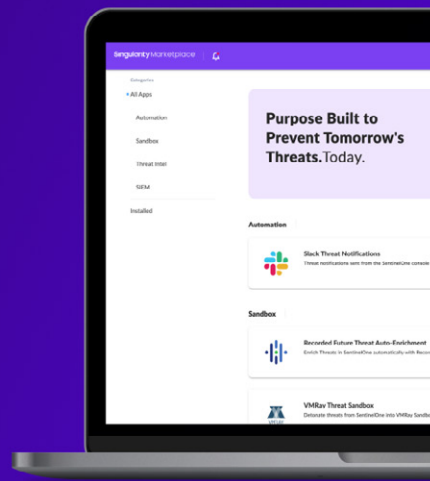 Singularity Marketplace
Categories
All Apps
Automation
Sandbox
Threat Intel
SIEM
Installed
Purpose Built to
Prevent Tomorrow's
Threats.Today.
Automation
Slack Threat Notifications
Threat notifications sent from the SentinelOne console
Sandbox
Recorded Future Threat Auto-Enrichment
Enrich Threats in SentinelOne automatically with
VMRay Threat Sandbox
Detonate threats from SentinelOne into VMRay
VMRAY